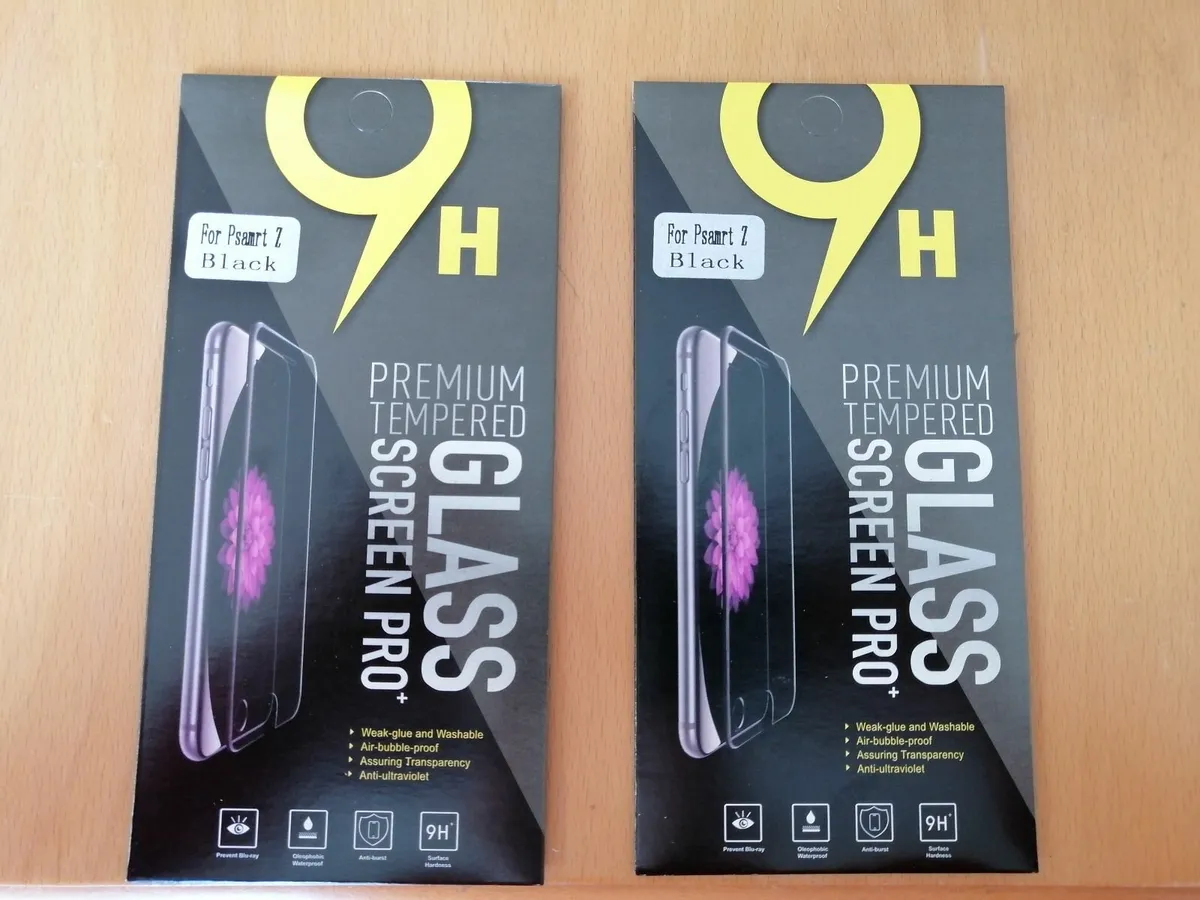 9H
For Psamrt Z
Black
PREMIUM
TEMPERED
GLASS
SCREEN PRO+
Weak-glue and Washable
Air-bubble-proof
Assuring Transparency
Anti-ultraviolet
Prevent Blu-ray
Oleophobic
Waterproof
Anti-burst
9H+
Surface
Hardness
9H
For Psamrt Z
Black
PREMIUM
TEMPERED
GLASS
SCREEN PRO+
Weak-glue and Washable
Air-bubble-proof
Assuring Transparency
Anti-ultraviolet
Prevent Blu-ray
Oleophobic
Waterproof
Anti-burst
9H+
Surface
Hardness